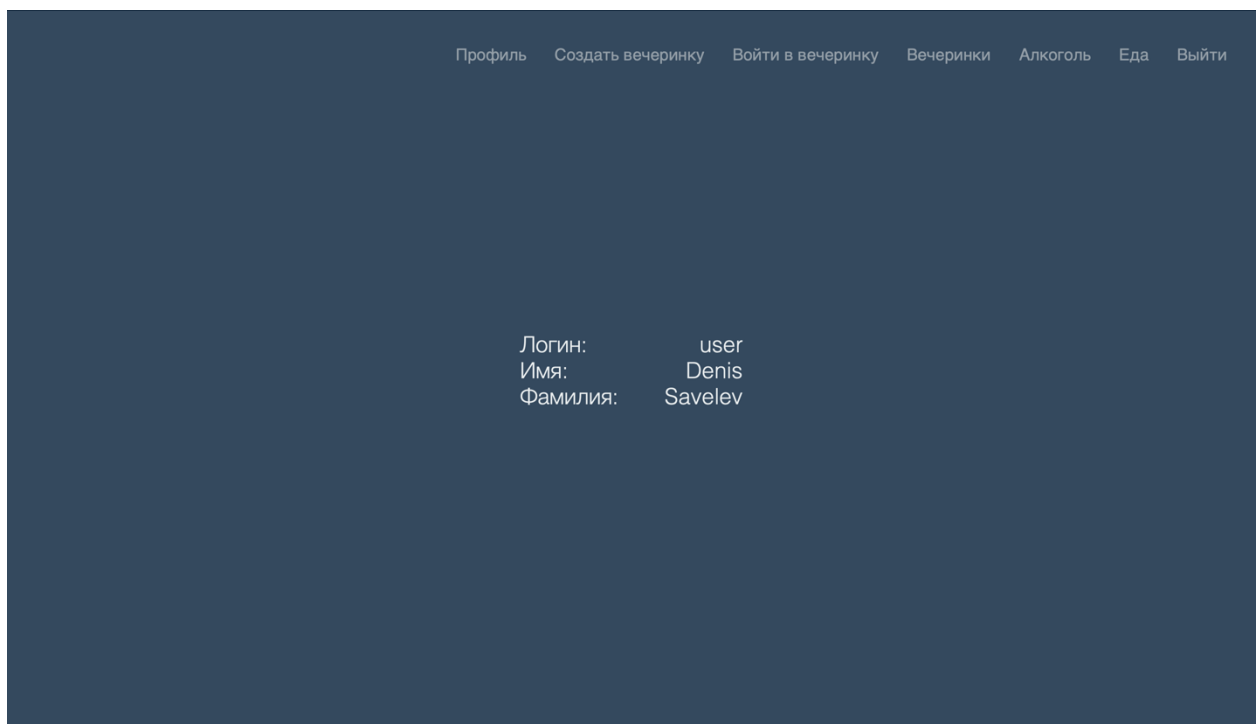 Профиль Создать вечеринку Войти в вечеринку Вечеринки Алкоголь Еда Выйти
Логин: user
Имя: Denis
Фамилия: Savelev